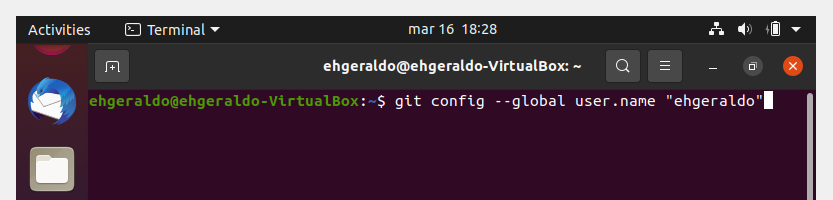 Activities Terminal mar 16 18:28
ehgeraldo@ehgeraldo-VirtualBox: ~
ehgeraldo@ehgeraldo-VirtualBox:~$ git config --global user.name "ehgeraldo"